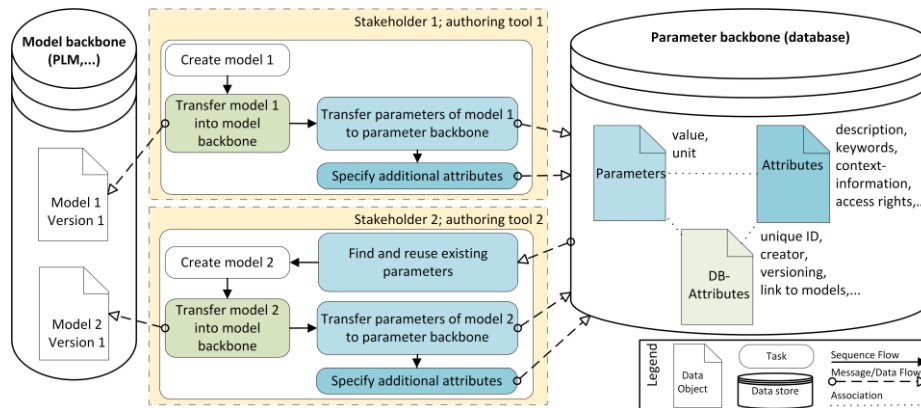 Model backbone
(PLM,...)
Model 1
Version 1
Model 2
Version 1
Stakeholder 1; authoring tool 1
Create model 1
Transfer model 1
into model
backbone
Transfer parameters of model 1
to parameter backbone
Specify additional attributes
Stakeholder 2; authoring tool 2
Find and reuse existing
parameters
Create model 2
Transfer model 2
into model
backbone
Transfer parameters of model 2
to parameter backbone
Specify additional attributes
Parameter backbone (database)
Parameters
value,
unit
Attributes
description,
keywords,
context-
information,
access rights,..
DB-
Attributes
unique ID,
creator,
versioning,
link to models,...
Legend
Data
Object
Task
Data store
Sequence Flow
Message/Data Flow
Association